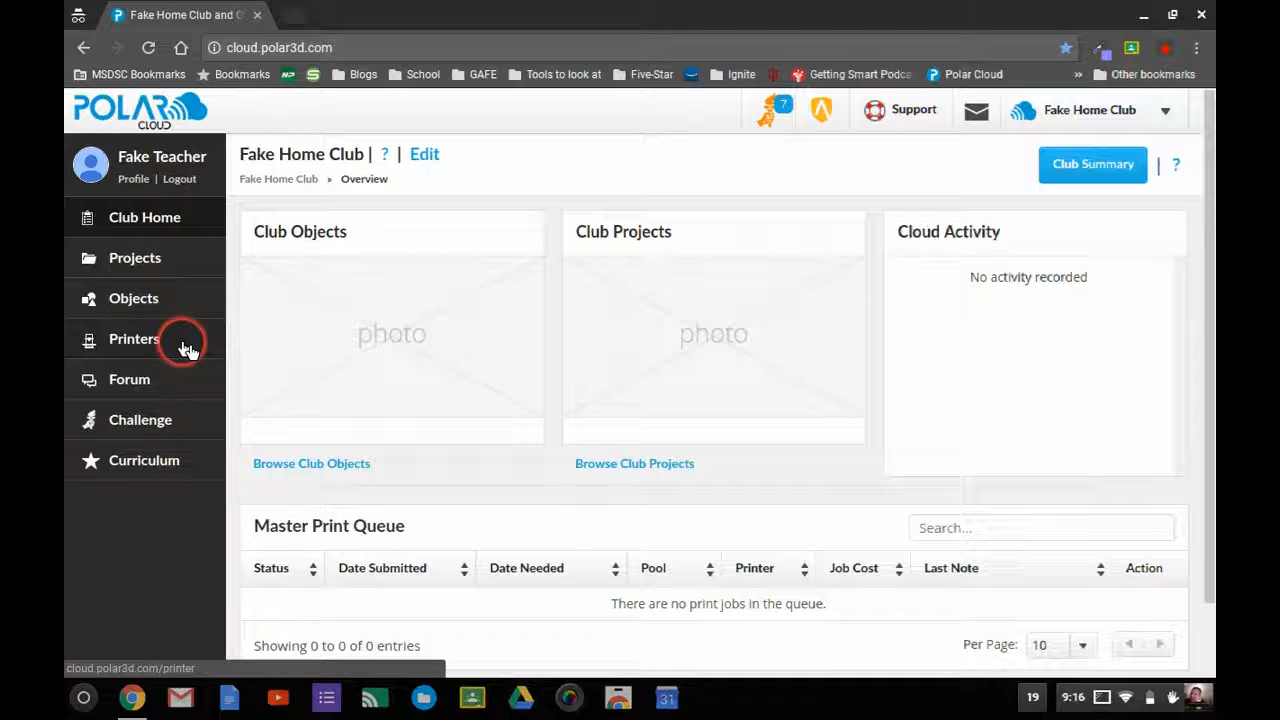 Fake Home Club and O
cloud.polar3d.com
MSDSC Bookmarks Bookmarks NP S Blogs School GAFE Tools to look at Five-Star Ignite Getting Smart Podca Polar Cloud » Other bookmarks
POLAR
CLOUD
7
Support
Fake Home Club
Fake Teacher
Profile | Logout
Club Home
Projects
Objects
Printers
Forum
Challenge
Curriculum
Fake Home Club | ? | Edit
Fake Home Club » Overview
Club Summary | ?
Club Objects
photo
Browse Club Objects
Club Projects
photo
Browse Club Projects
Cloud Activity
No activity recorded
Master Print Queue
Search...
Status Date Submitted Date Needed Pool Printer Job Cost Last Note Action
There are no print jobs in the queue.
Showing 0 to 0 of 0 entries
Per Page: 10
cloud.polar3d.com/printer
31
19
9:16